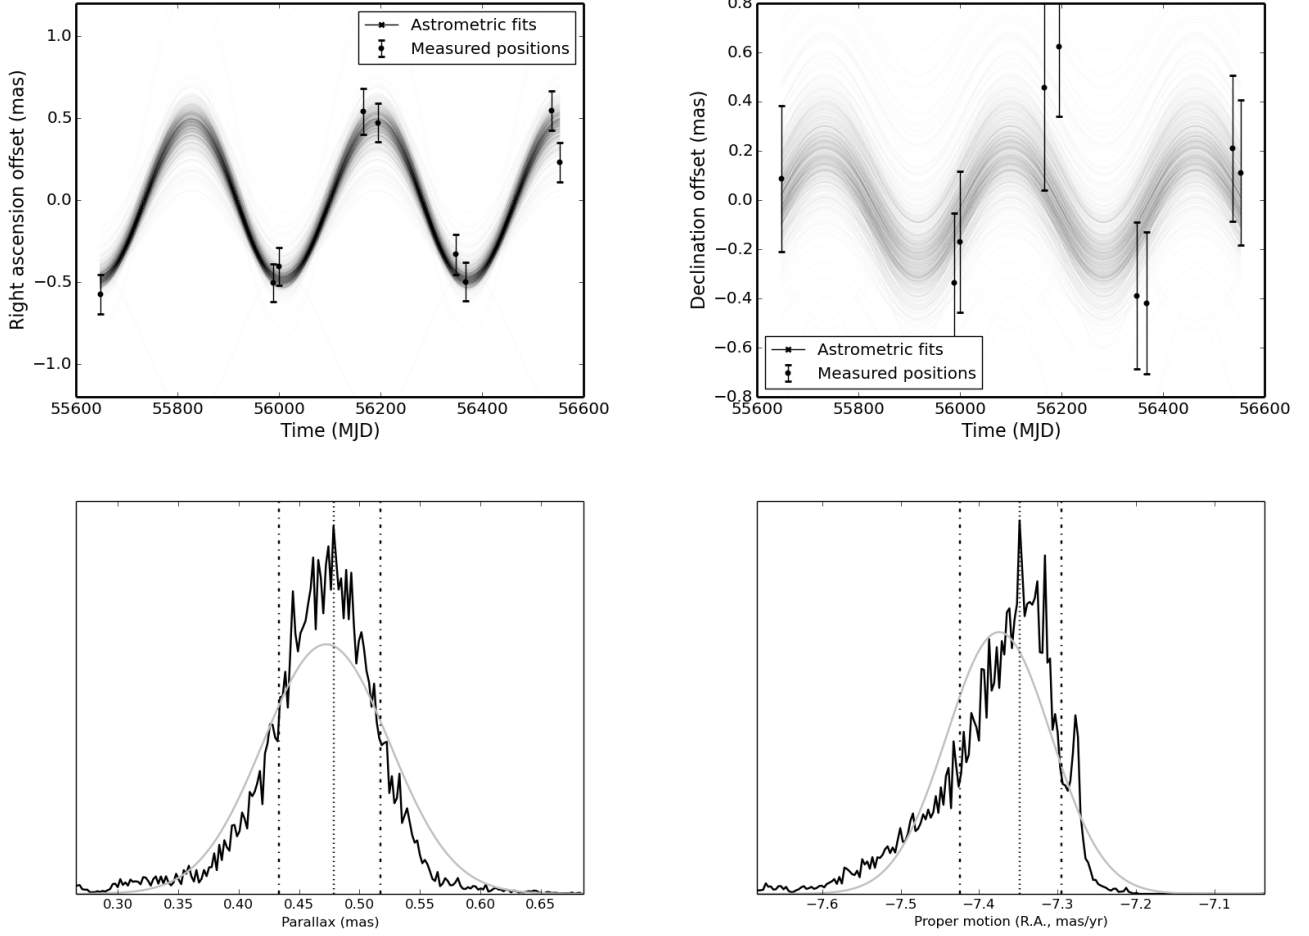 Right ascension offset (mas)
1.0
0.5
0.0
−0.5
−1.0
Astrometric fits
Measured positions
55600 55800 56000 56200 56400 56600
Time (MJD)
Declination offset (mas)
0.8
0.6
0.4
0.2
0.0
−0.2
−0.4
−0.6
−0.8
Astrometric fits
Measured positions
55600 55800 56000 56200 56400 56600
Time (MJD)
0.30 0.35 0.40 0.45 0.50 0.55 0.60 0.65
Parallax (mas)
−7.6 −7.5 −7.4 −7.3 −7.2 −7.1
Proper motion (R.A., mas/yr)